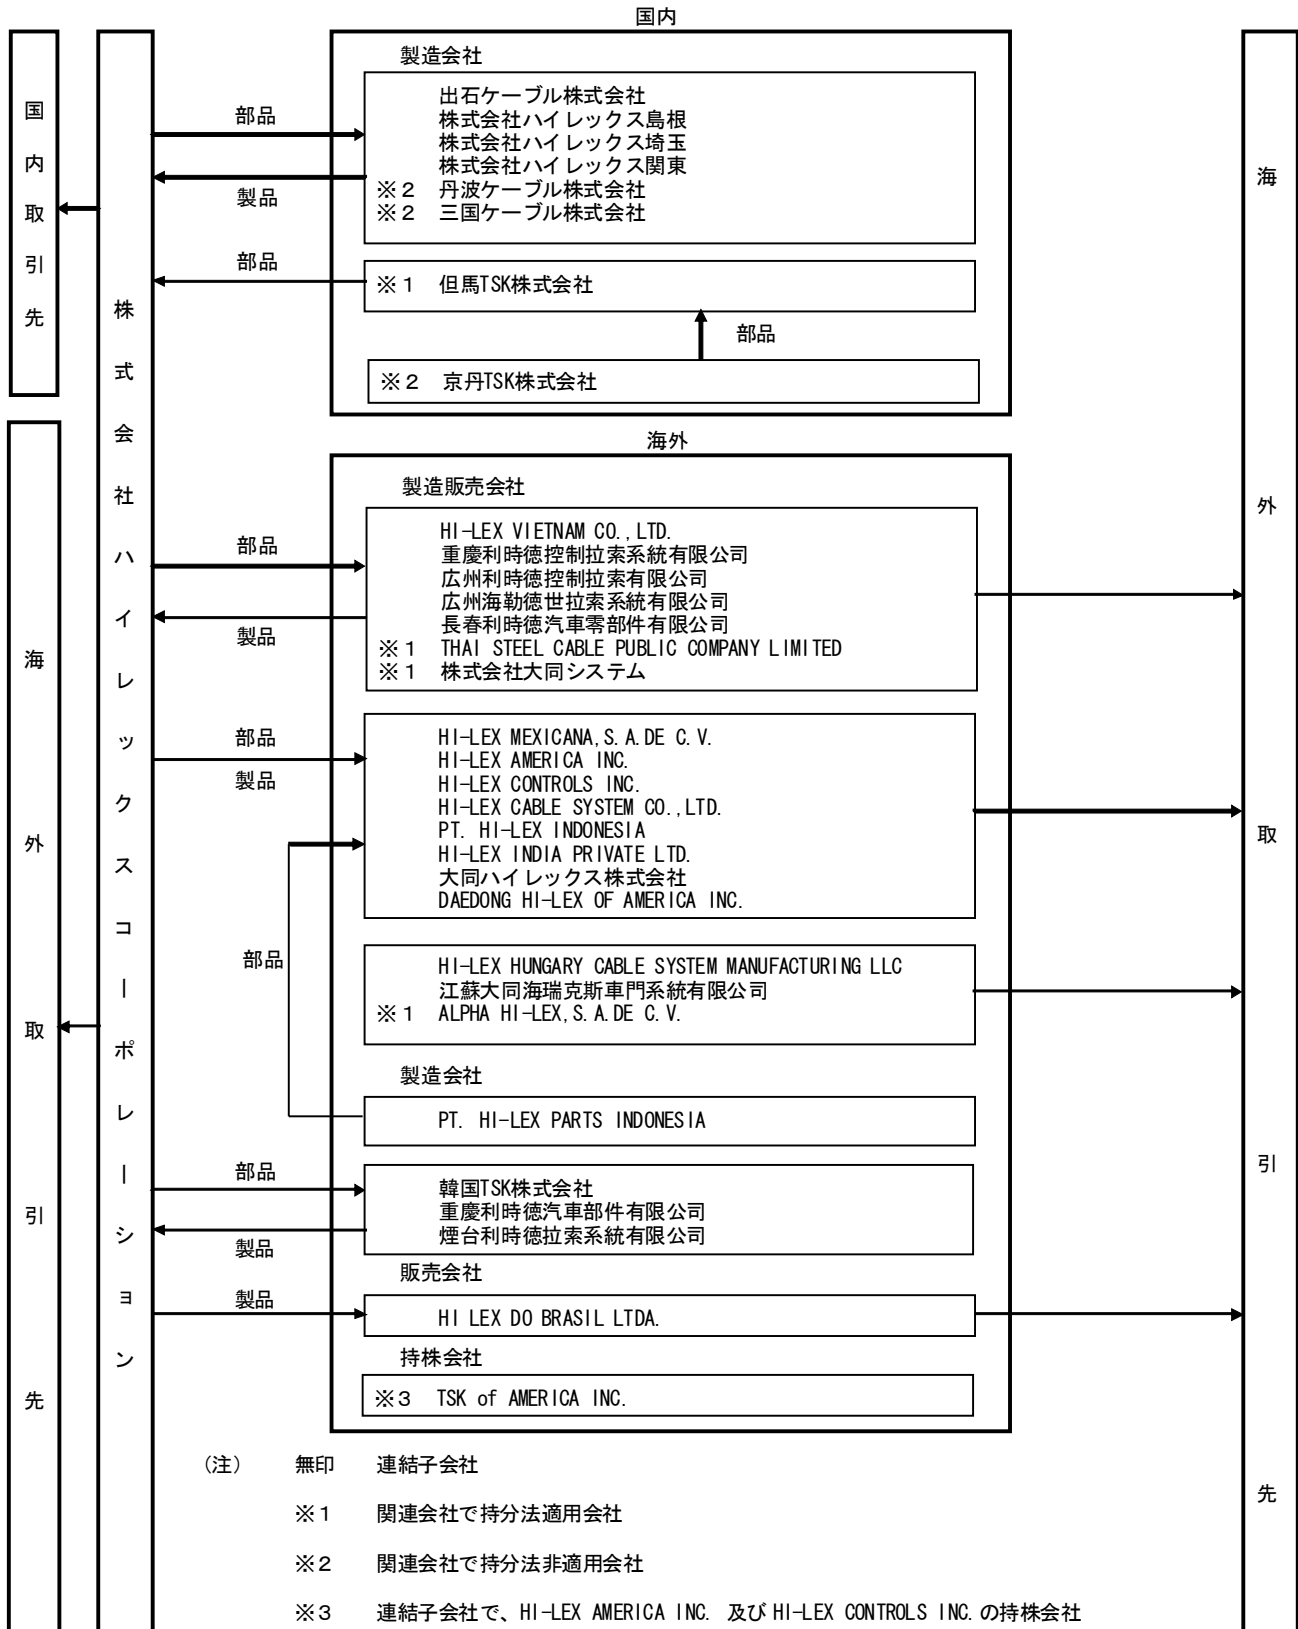 国内
国内取引先
株式会社ハイレックスコーポレーション
海外取引先
海外取引先
製造会社
部品
製品
出石ケーブル株式会社
株式会社ハイレックス島根
株式会社ハイレックス埼玉
株式会社ハイレックス関東
※2 丹波ケーブル株式会社
※2 三国ケーブル株式会社
部品
※1 但馬TSK株式会社
部品
※2 京丹TSK株式会社
海外
製造販売会社
部品
製品
HI-LEX VIETNAM CO.,LTD.
重慶利時徳控制拉索系統有限公司
広州利時徳控制拉索有限公司
広州海勒徳世拉索系統有限公司
長春利時徳汽車零部件有限公司
※1 THAI STEEL CABLE PUBLIC COMPANY LIMITED
※1 株式会社大同システム
部品
製品
HI-LEX MEXICANA,S.A.DE C.V.
HI-LEX AMERICA INC.
HI-LEX CONTROLS INC.
HI-LEX CABLE SYSTEM CO.,LTD.
PT. HI-LEX INDONESIA
HI-LEX INDIA PRIVATE LTD.
大同ハイレックス株式会社
DAEDONG HI-LEX OF AMERICA INC.
部品
HI-LEX HUNGARY CABLE SYSTEM MANUFACTURING LLC
江蘇大同海瑞克斯車門系統有限公司
※1 ALPHA HI-LEX,S.A.DE C.V.
製造会社
PT. HI-LEX PARTS INDONESIA
部品
製品
韓国TSK株式会社
重慶利時徳汽車部件有限公司
煙台利時徳拉索系統有限公司
販売会社
製品
HI LEX DO BRASIL LTDA.
持株会社
※3 TSK of AMERICA INC.
（注） 無印 連結子会社
※1 関連会社で持分法適用会社
※2 関連会社で持分法非適用会社
※3 連結子会社で、HI-LEX AMERICA INC. 及び HI-LEX CONTROLS INC.の持株会社